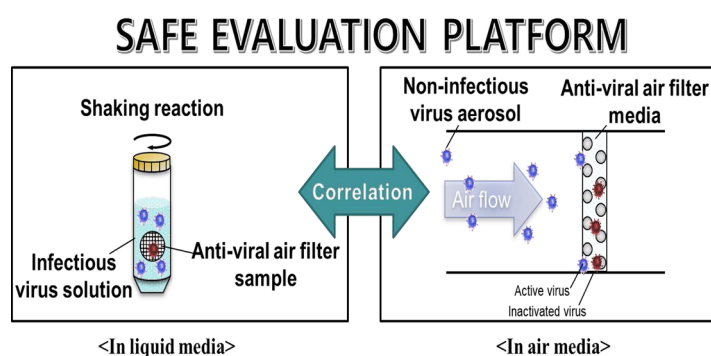 SAFE EVALUATION PLATFORM
Shaking reaction
Infectious
virus solution
Anti-viral air filter
sample
<In liquid media>
Correlation
Non-infectious
virus aerosol
Anti-viral air filter
media
Air flow
Active virus
Inactivated virus
<In air media>